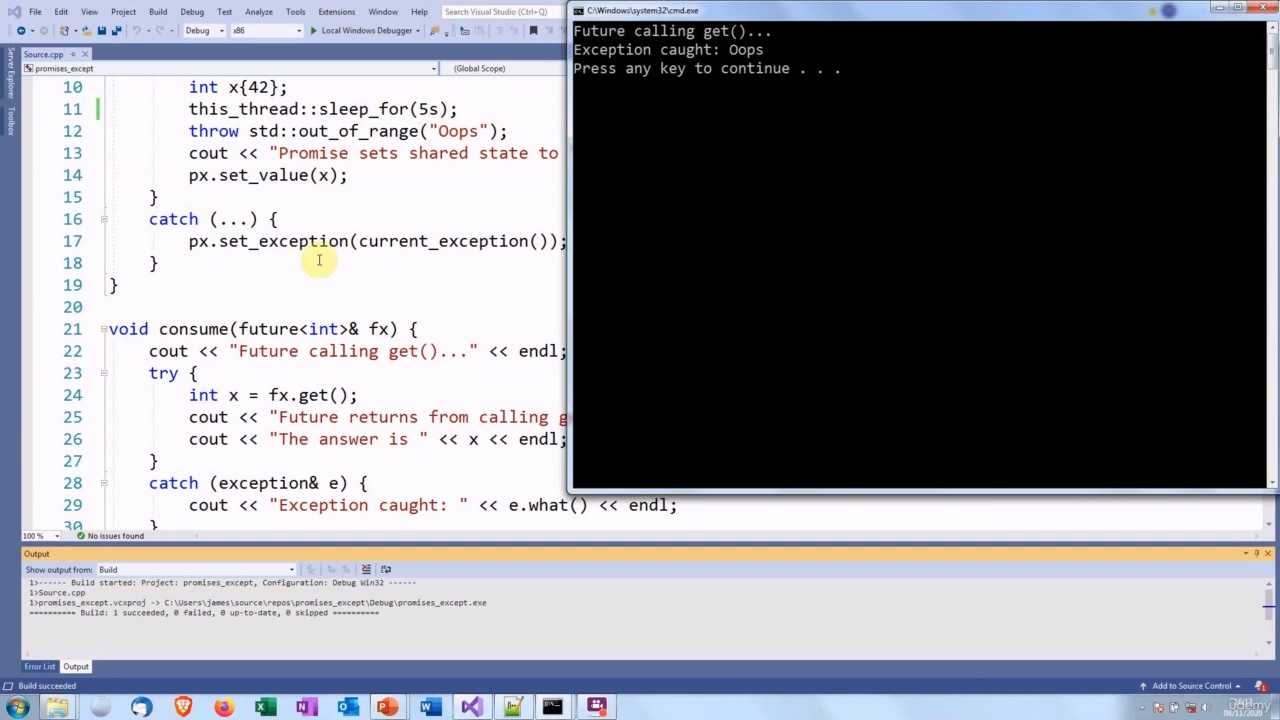 File Edit View Project Build Debug Test Analyze Tools Extensions Window Help Search Visual Studio (Ctrl+Q)
C:\Windows\system32\cmd.exe
Debug x86 Local Windows Debugger
Source.cpp
promises_except (Global Scope)
Server Explorer
Toolbox
10 int x{42};
11 this_thread::sleep_for(5s);
12 throw std::out_of_range("Oops");
13 cout << "Promise sets shared state to
14 px.set_value(x);
15 }
16 catch (...) {
17 px.set_exception(current_exception());
18 }
19 }
20
21 void consume(future<int>& fx) {
22 cout << "Future calling get()..." << endl;
23 try {
24 int x = fx.get();
25 cout << "Future returns from calling g
26 cout << "The answer is " << x << endl;
27 }
28 catch (exception& e) {
29 cout << "Exception caught: " << e.what() << endl;
30 }
Future calling get()...
Exception caught: Oops
Press any key to continue . . .
100 % No issues found
Output
Show output from: Build
1>------ Build started: Project: promises_except, Configuration: Debug Win32 ------
1>Source.cpp
1>promises_except.vcxproj -> C:\Users\james\source\repos\promises_except\Debug\promises_except.exe
========== Build: 1 succeeded, 0 failed, 0 up-to-date, 0 skipped ==========
Error List Output
Build succeeded
Add to Source Control
1
udemy
08/11/2020